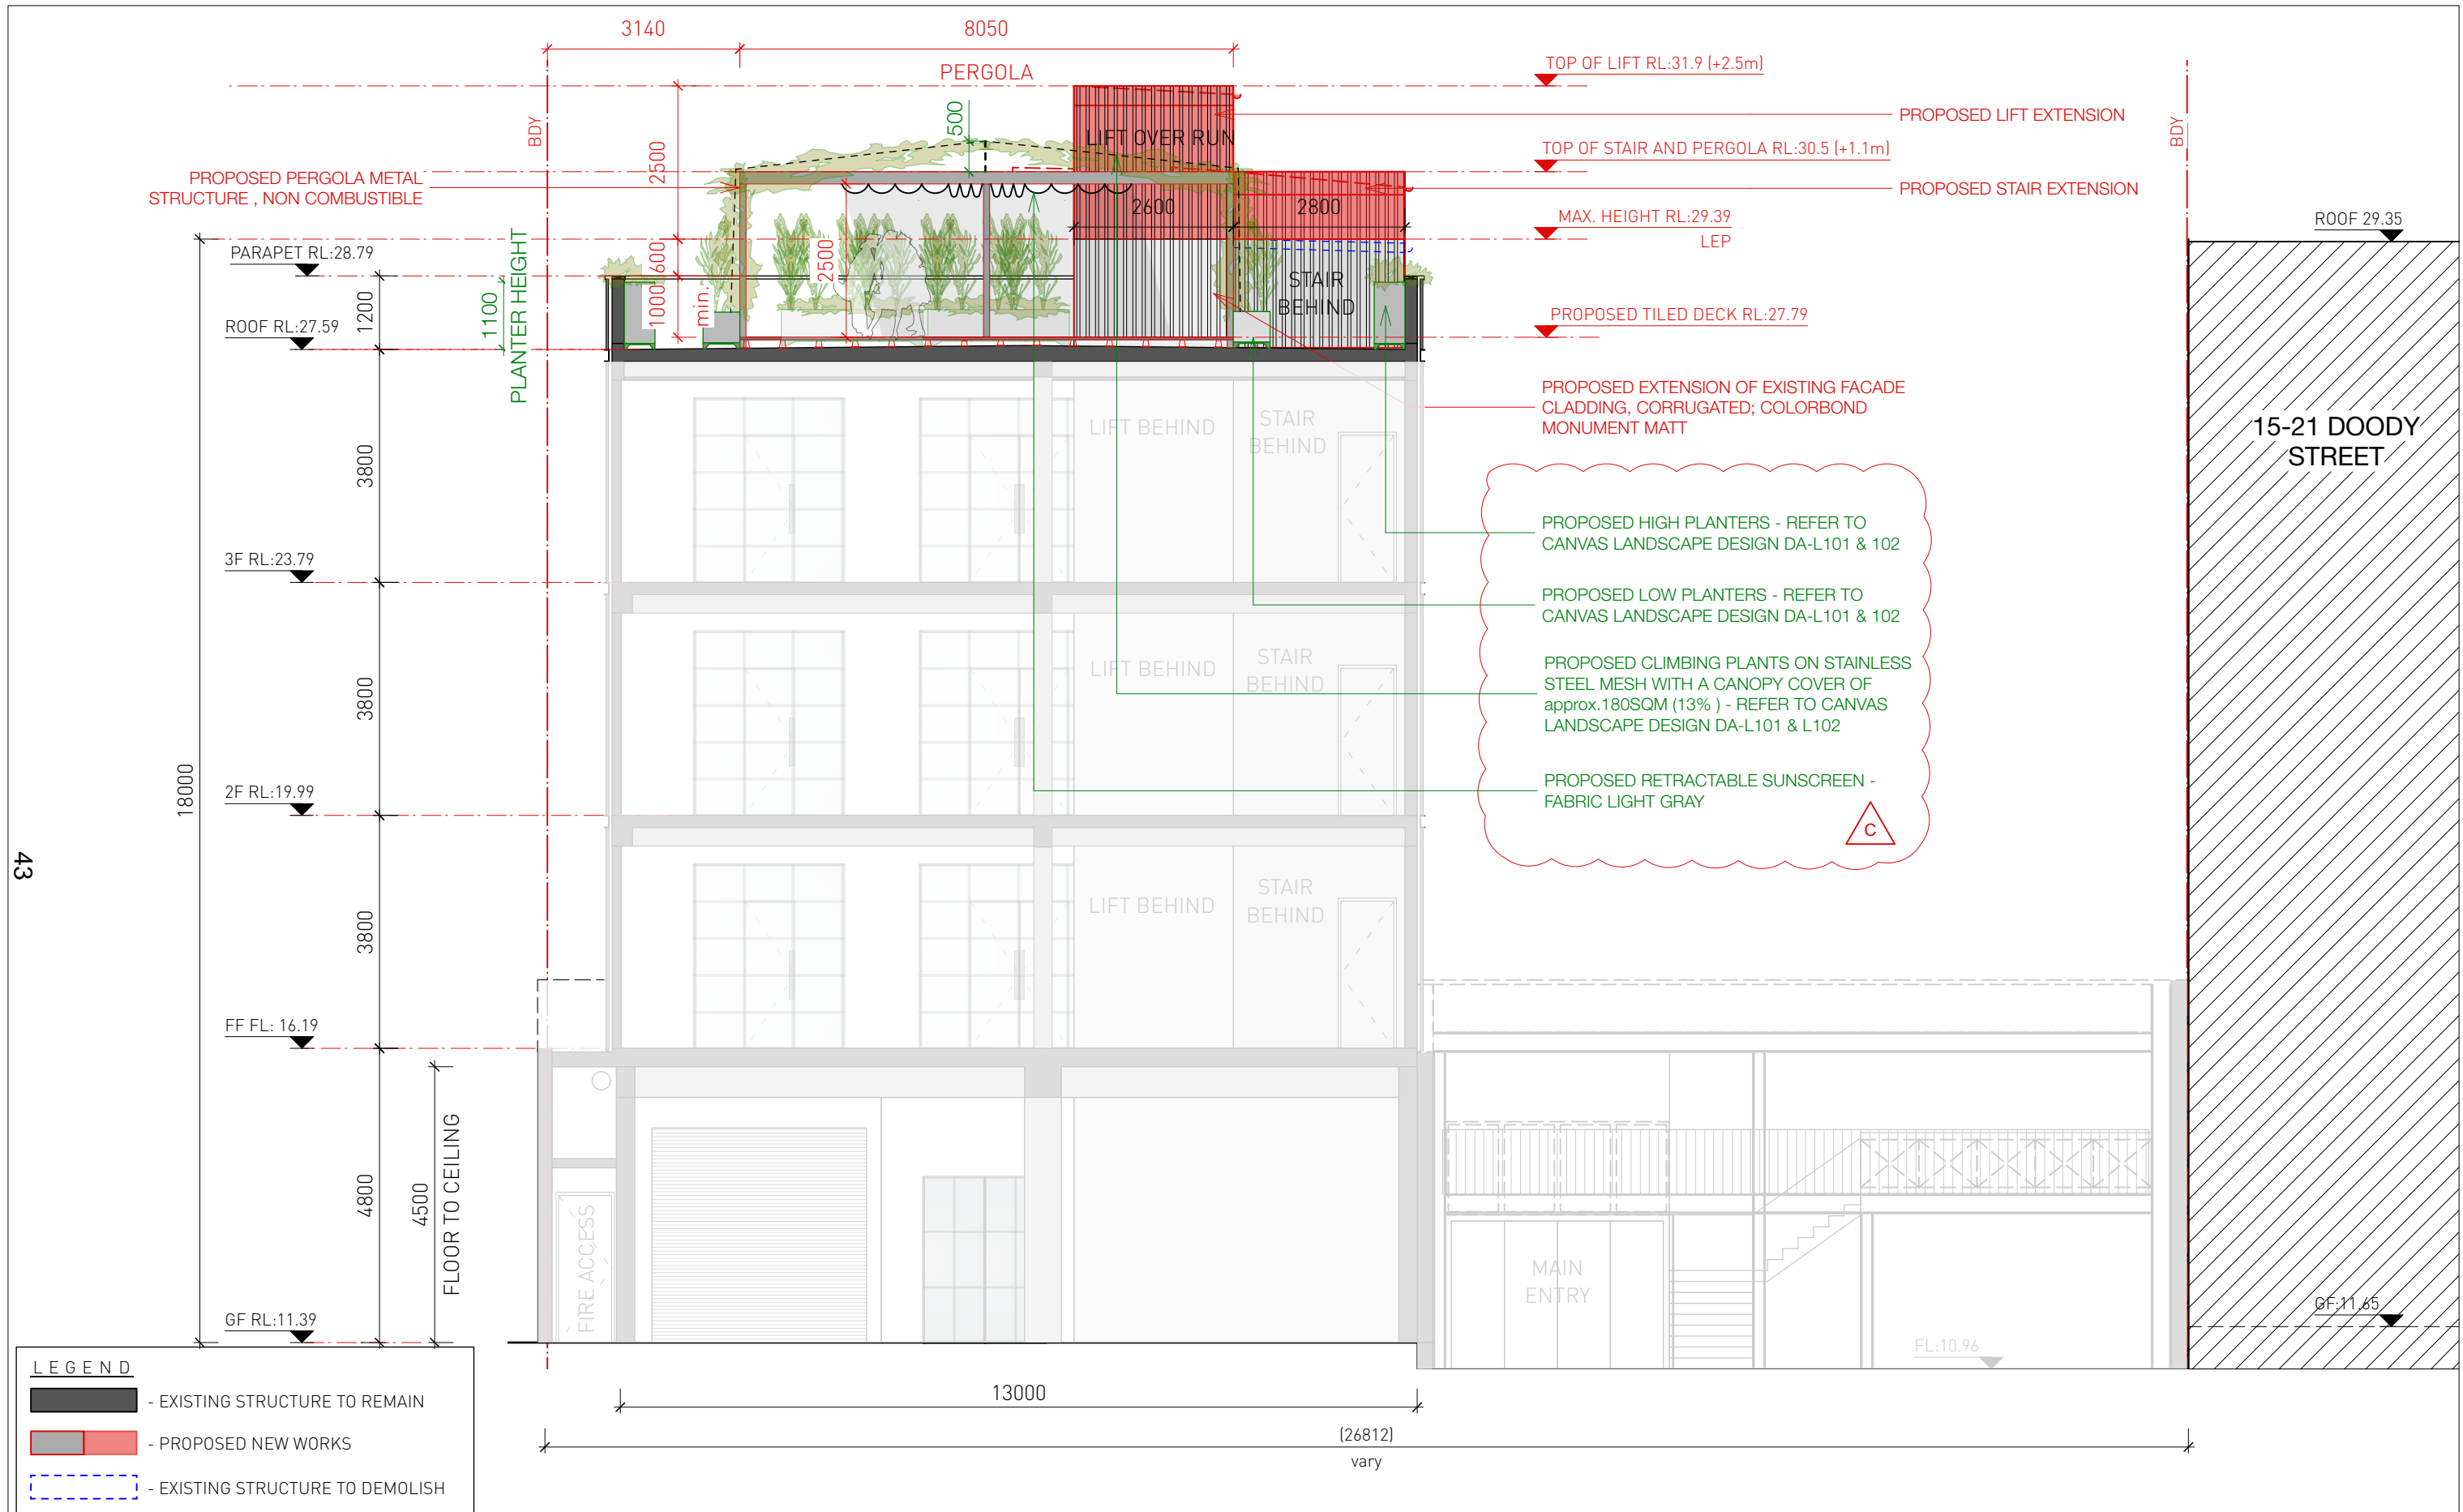 3140
8050
PERGOLA
TOP OF LIFT RL:31.9 (+2.5m)
BDY
500
LIFT OVER RUN
PROPOSED LIFT EXTENSION
BDY
2500
TOP OF STAIR AND PERGOLA RL:30.5 (+1.1m)
PROPOSED PERGOLA METAL
STRUCTURE , NON COMBUSTIBLE
PROPOSED STAIR EXTENSION
2600
2800
MAX. HEIGHT RL:29.39
LEP
ROOF 29.35
PARAPET RL:28.79
PLANTER HEIGHT
600
2500
STAIR
BEHIND
1200
1100
1000
min.
ROOF RL:27.59
PROPOSED TILED DECK RL:27.79
PROPOSED EXTENSION OF EXISTING FACADE
CLADDING, CORRUGATED; COLORBOND
MONUMENT MATT
15-21 DOODY
STREET
LIFT BEHIND
STAIR
BEHIND
3800
PROPOSED HIGH PLANTERS - REFER TO
CANVAS LANDSCAPE DESIGN DA-L101 & 102
3F RL:23.79
PROPOSED LOW PLANTERS - REFER TO
CANVAS LANDSCAPE DESIGN DA-L101 & 102
LIFT BEHIND
STAIR
BEHIND
3800
PROPOSED CLIMBING PLANTS ON STAINLESS
STEEL MESH WITH A CANOPY COVER OF
approx.180SQM (13% ) - REFER TO CANVAS
LANDSCAPE DESIGN DA-L101 & L102
18000
2F RL:19.99
PROPOSED RETRACTABLE SUNSCREEN -
FABRIC LIGHT GRAY
C
43
LIFT BEHIND
STAIR
BEHIND
3800
FF FL: 16.19
4800
4500
FLOOR TO CEILING
FIRE ACCESS
MAIN
ENTRY
GF RL:11.39
GF:11.65
FL:10.96
LEGEND
- EXISTING STRUCTURE TO REMAIN
- PROPOSED NEW WORKS
- EXISTING STRUCTURE TO DEMOLISH
13000
(26812)
vary